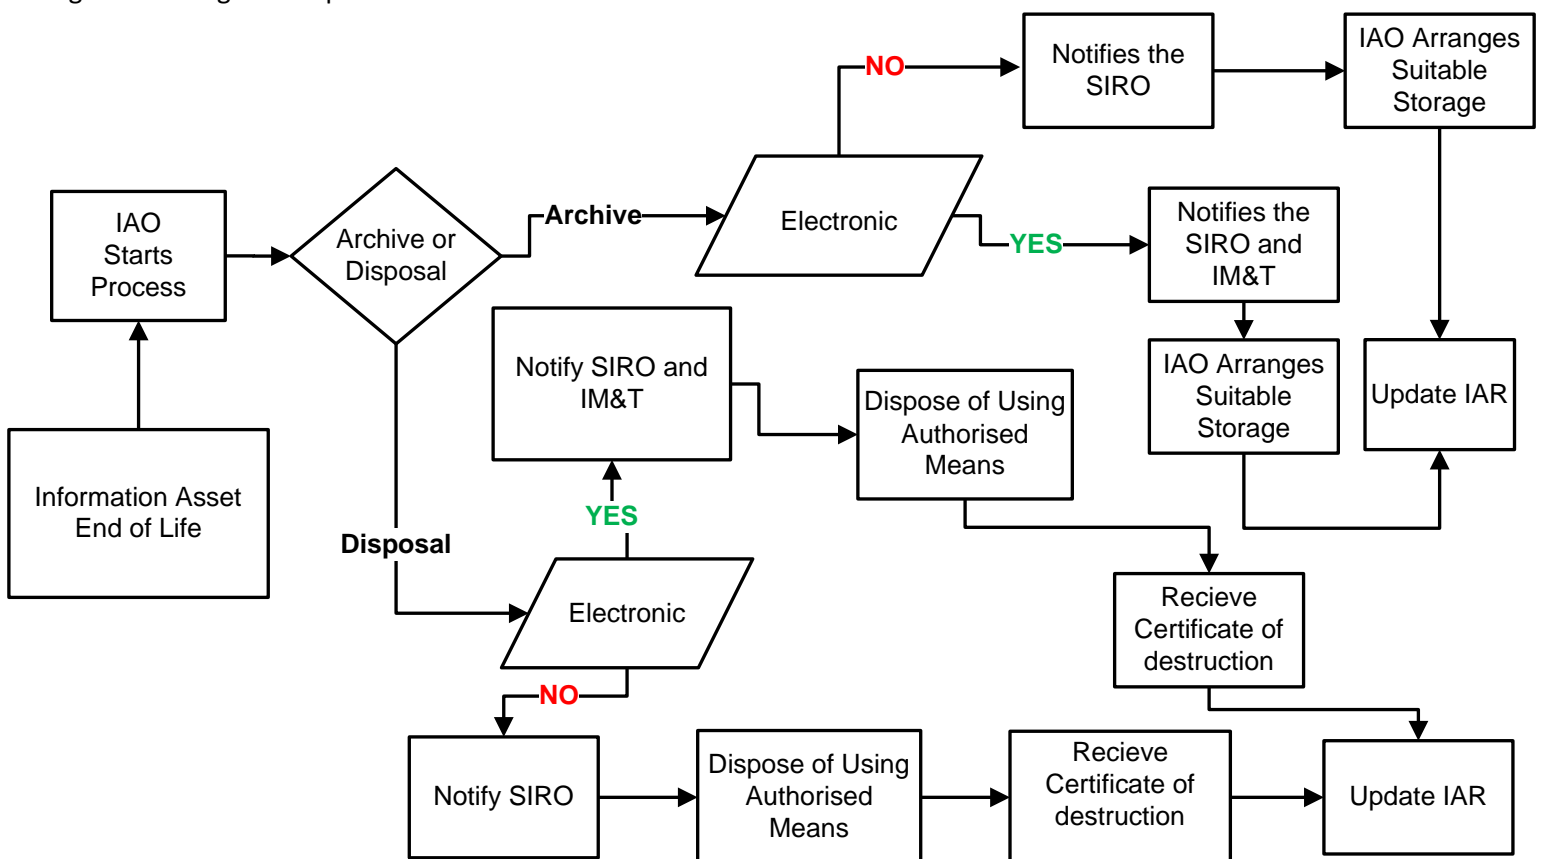 NO
Notifies the
SIRO
IAO Arranges
Suitable
Storage
IAO
Starts
Process
Archive or
Disposal
Archive
Electronic
YES
Notifies the
SIRO and
IM&T
IAO Arranges
Suitable
Storage
Update IAR
Notify SIRO and
IM&T
Dispose of Using
Authorised
Means
Information Asset
End of Life
Disposal
YES
Electronic
Recieve
Certificate of
destruction
NO
Notify SIRO
Dispose of Using
Authorised
Means
Recieve
Certificate of
destruction
Update IAR